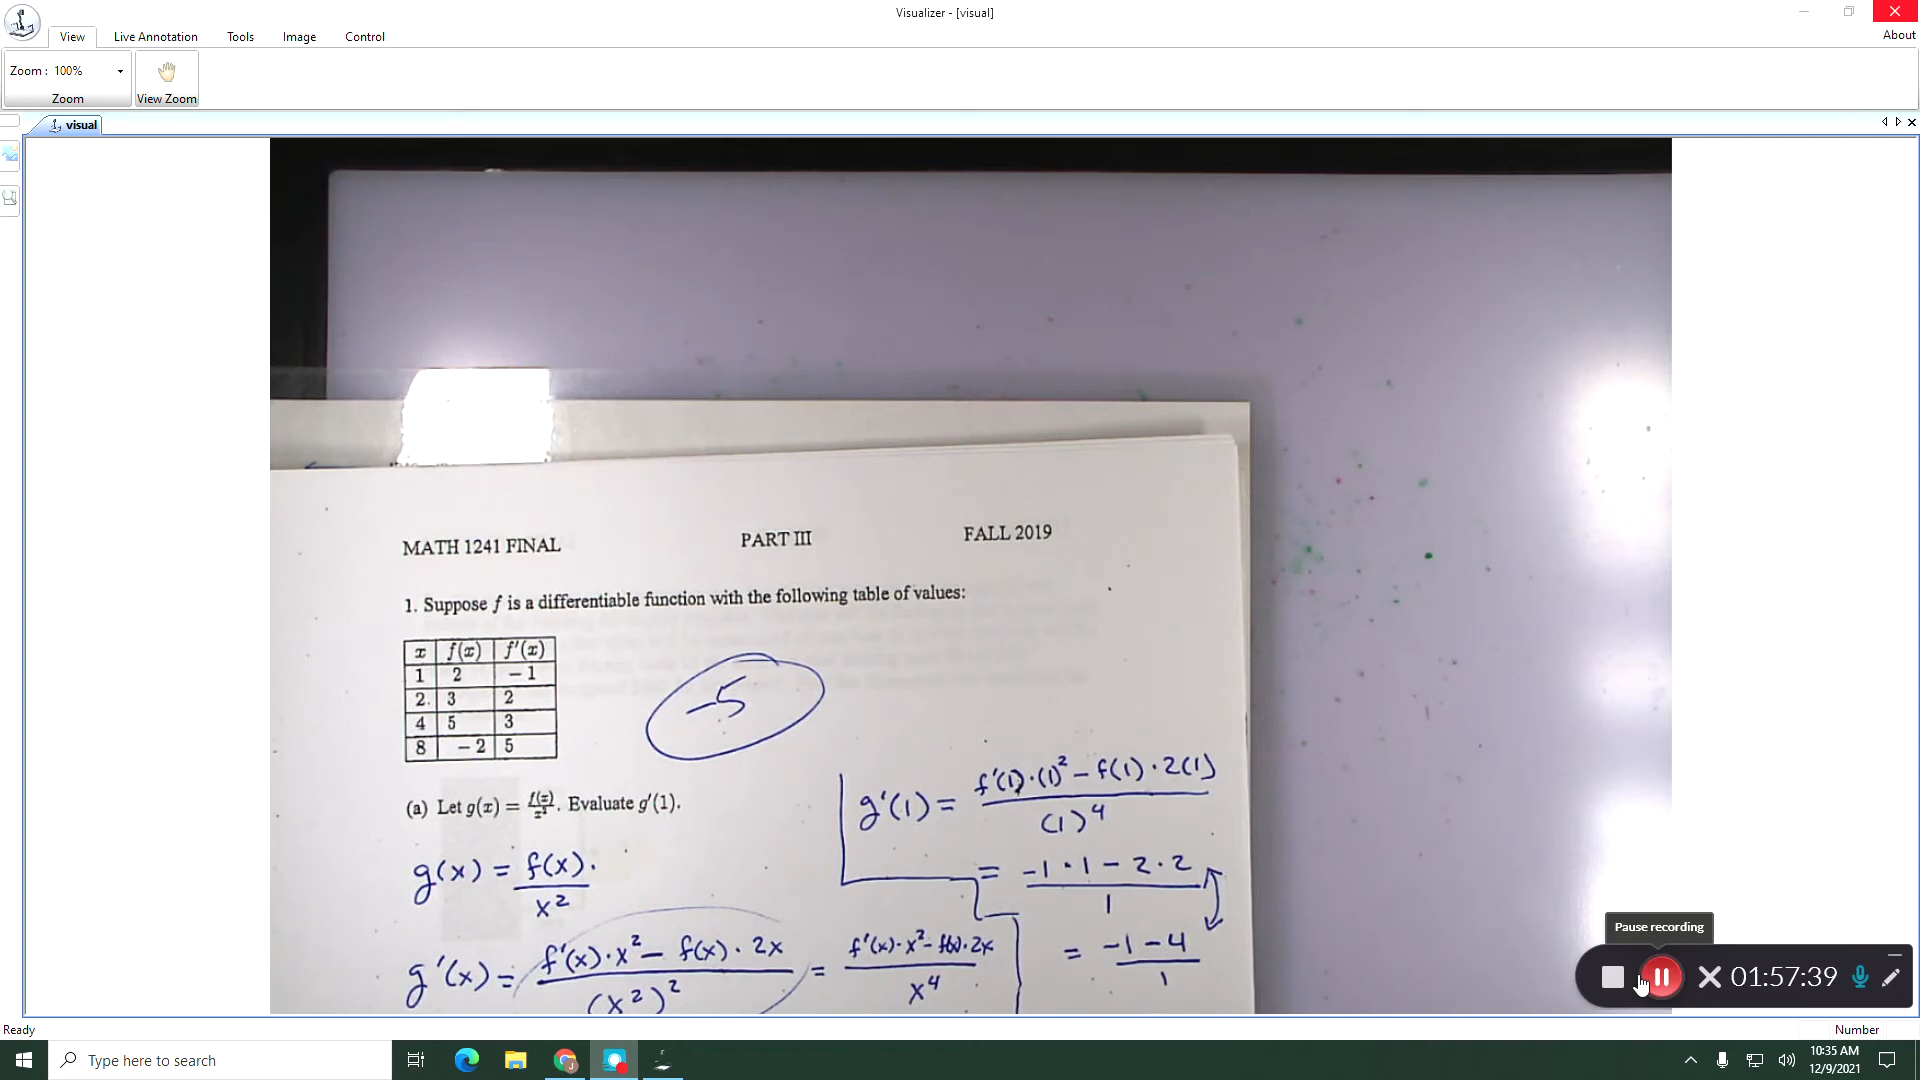 Visualizer - [visual]
View Live Annotation Tools Image Control About
Zoom : 100%
Zoom View Zoom
visual
MATH 1241 FINAL PART III FALL 2019
1. Suppose f is a differentiable function with the following table of values:
x f(x) f'(x)
1 2 −1
2. 3 2
4 5 3
8 −2 5
-5
(a) Let g(x) = f(x)/x². Evaluate g'(1).
g(x) = f(x)/x²
g'(x) = (f'(x)·x² − f(x)·2x)/(x²)² = (f'(x)·x² − f(x)·2x)/x⁴
g'(1) = (f'(1)·(1)² − f(1)·2(1))/(1)⁴
= (-1·1 − 2·2)/1
= (-1 − 4)/1
Pause recording
01:57:39
Ready Number
Type here to search
10:35 AM
12/9/2021